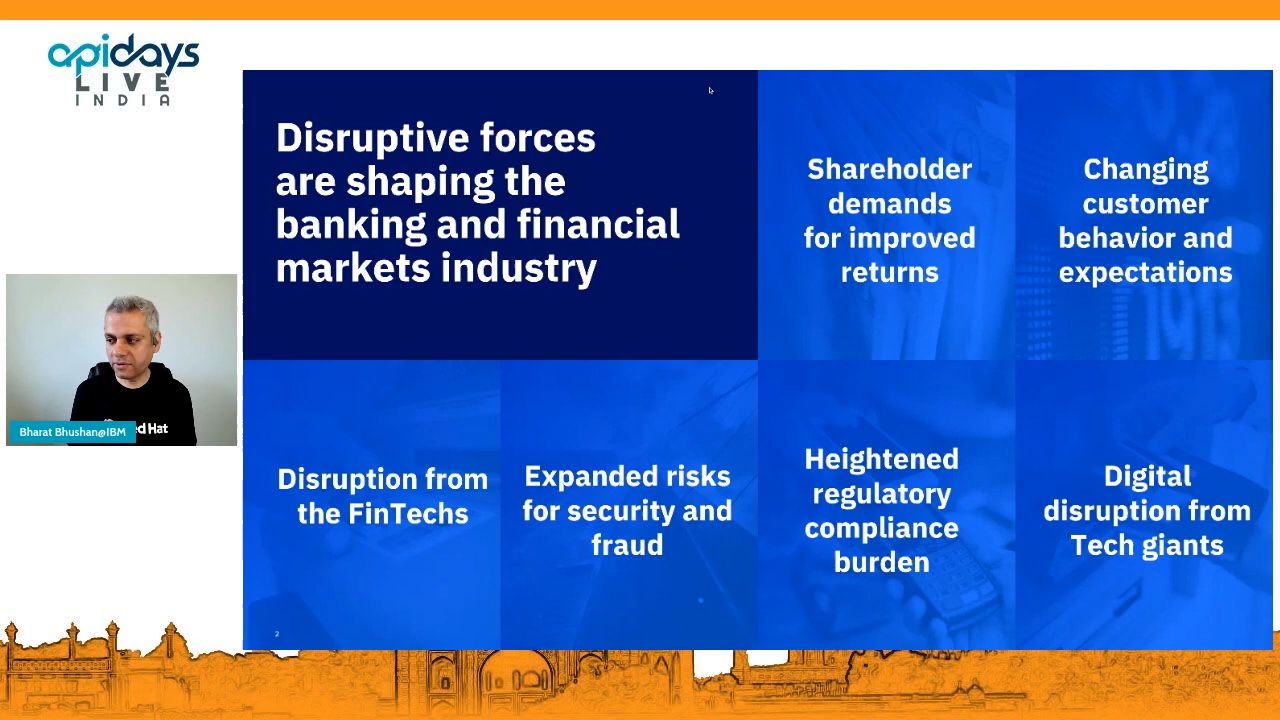 apidays
LIVE
INDIA
Disruptive forces
are shaping the
banking and financial
markets industry
Shareholder
demands
for improved
returns
Changing
customer
behavior and
expectations
Bharat Bhushan@IBM
Hat
Disruption from
the FinTechs
Expanded risks
for security and
fraud
Heightened
regulatory
compliance
burden
Digital
disruption from
Tech giants
2